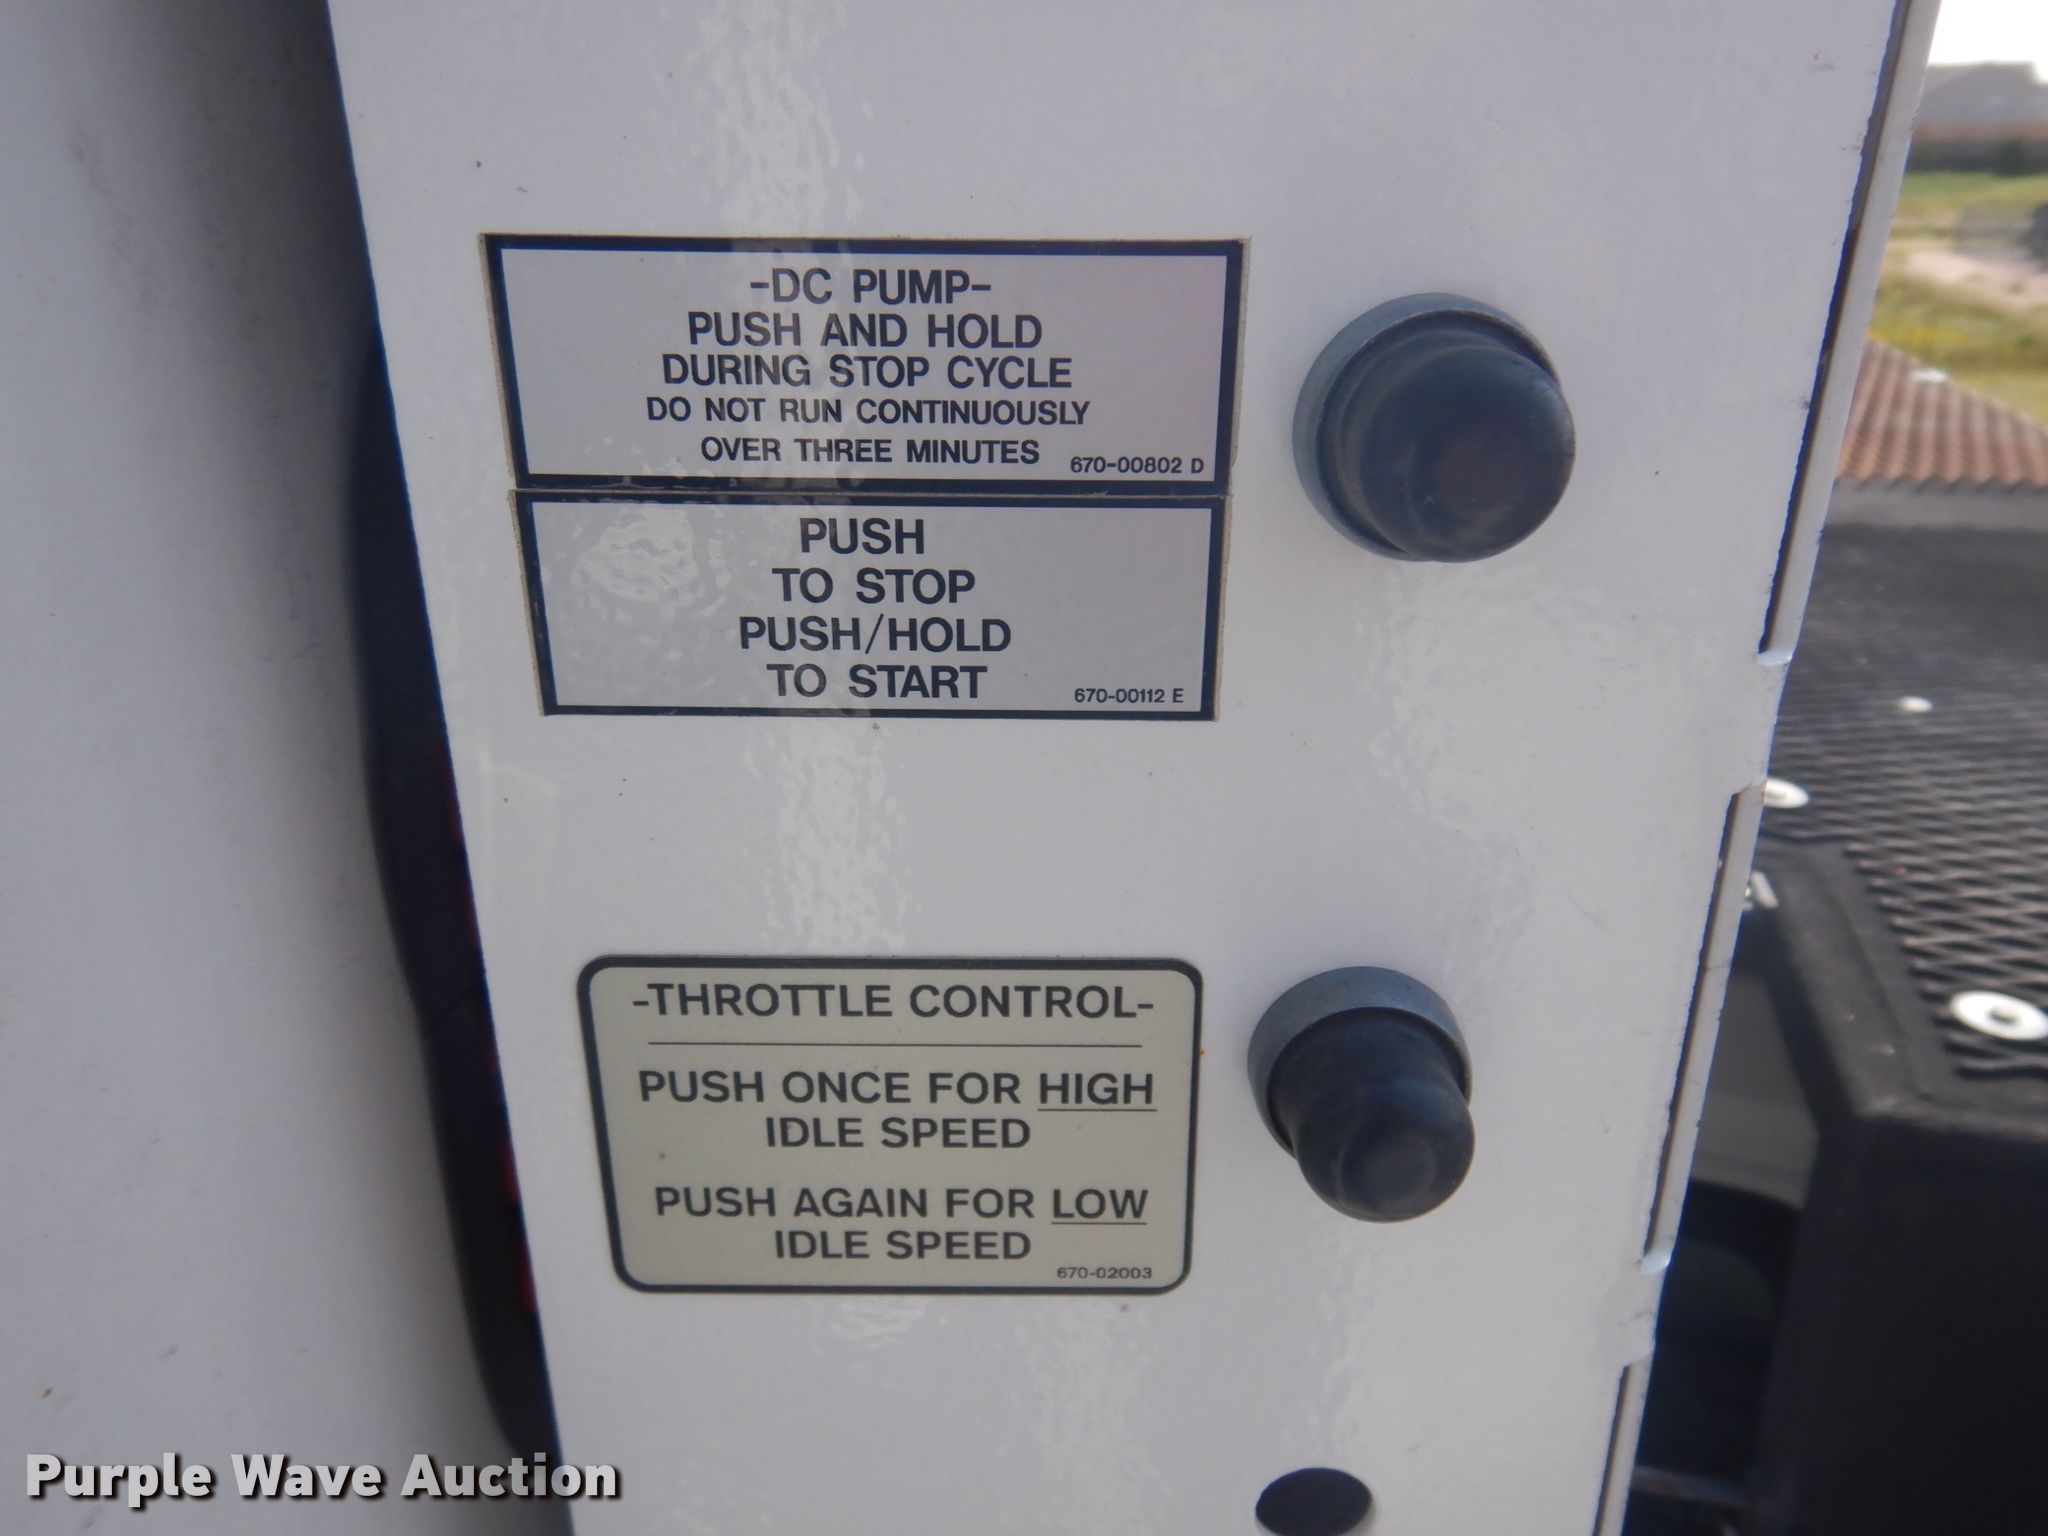 -DC PUMP-
PUSH AND HOLD
DURING STOP CYCLE
DO NOT RUN CONTINUOUSLY
OVER THREE MINUTES
670-00802 D
PUSH
TO STOP
PUSH/HOLD
TO START
670-00112 E
-THROTTLE CONTROL-
PUSH ONCE FOR HIGH
IDLE SPEED
PUSH AGAIN FOR LOW
IDLE SPEED
670-02003
Purple Wave Auction